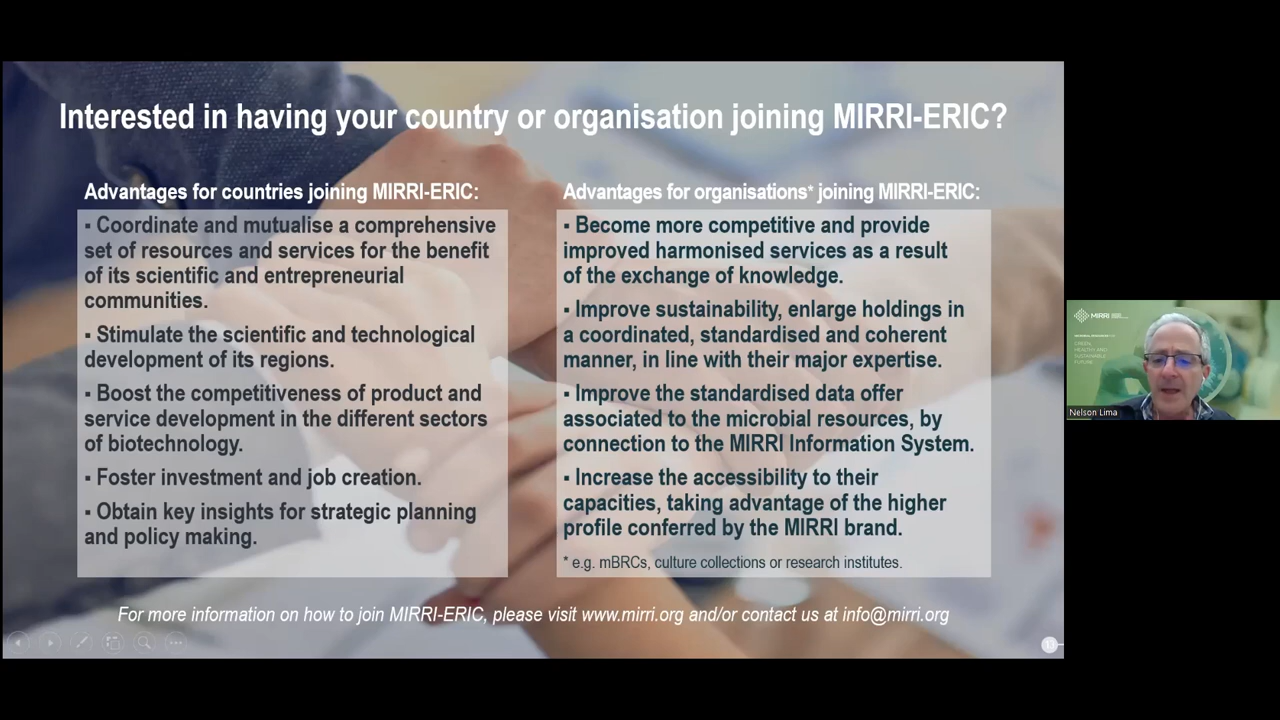 Interested in having your country or organisation joining MIRRI-ERIC?
Advantages for countries joining MIRRI-ERIC:
▪ Coordinate and mutualise a comprehensive
set of resources and services for the benefit
of its scientific and entrepreneurial
communities.
▪ Stimulate the scientific and technological
development of its regions.
▪ Boost the competitiveness of product and
service development in the different sectors
of biotechnology.
▪ Foster investment and job creation.
▪ Obtain key insights for strategic planning
and policy making.
Advantages for organisations* joining MIRRI-ERIC:
▪ Become more competitive and provide
improved harmonised services as a result
of the exchange of knowledge.
▪ Improve sustainability, enlarge holdings in
a coordinated, standardised and coherent
manner, in line with their major expertise.
▪ Improve the standardised data offer
associated to the microbial resources, by
connection to the MIRRI Information System.
▪ Increase the accessibility to their
capacities, taking advantage of the higher
profile conferred by the MIRRI brand.
* e.g. mBRCs, culture collections or research institutes.
For more information on how to join MIRRI-ERIC, please visit www.mirri.org and/or contact us at info@mirri.org
13
MIRRI
GREEN,
HEALTHY AND
SUSTAINABLE
FUTURE
Nelson Lima